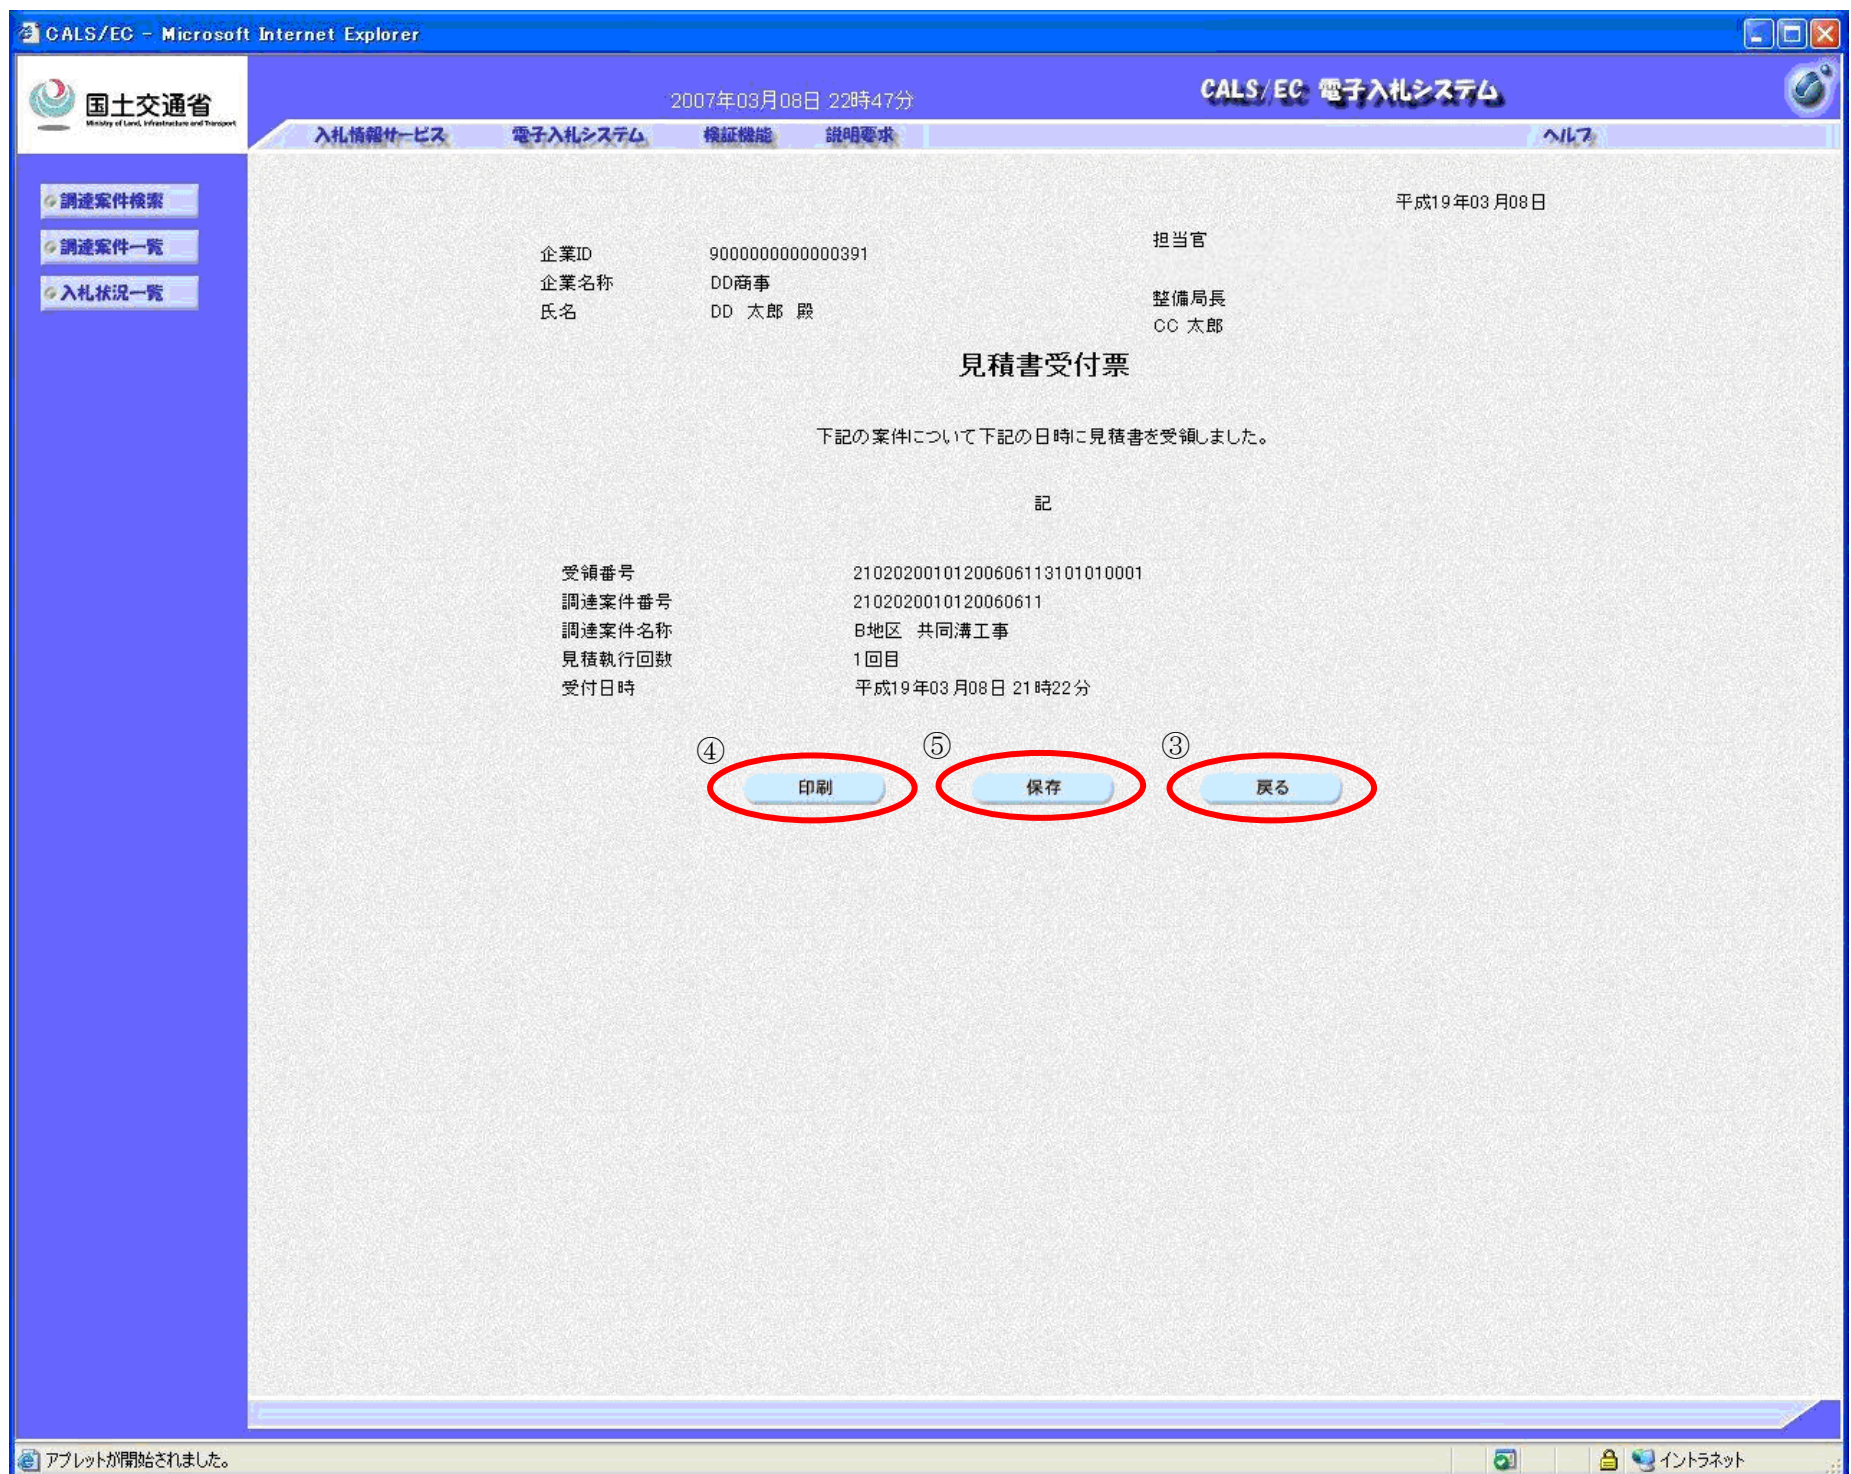 CALS/EC - Microsoft Internet Explorer
国土交通省
Ministry of Land, Infrastructure and Transport
2007年03月08日 22時47分
CALS/EC 電子入札システム
入札情報サービス 電子入札システム 検証機能 説明要求 ヘルプ
調達案件検索
調達案件一覧
入札状況一覧
平成19年03月08日
企業ID 9000000000000391
企業名称 DD商事
氏名 DD 太郎 殿
担当官
整備局長
CC 太郎
見積書受付票
下記の案件について下記の日時に見積書を受領しました。
記
受領番号 2102020010120060611310101​0001
調達案件番号 2102020010120060611
調達案件名称 B地区 共同溝工事
見積執行回数 1回目
受付日時 平成19年03月08日 21時22分
④ ⑤ ③
印刷 保存 戻る
アプレットが開始されました。
イントラネット